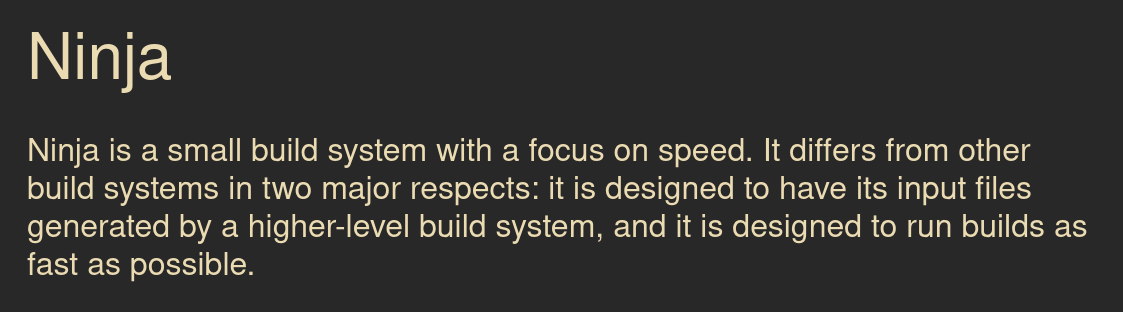 Ninja
Ninja is a small build system with a focus on speed. It differs from other
build systems in two major respects: it is designed to have its input files
generated by a higher-level build system, and it is designed to run builds as
fast as possible.